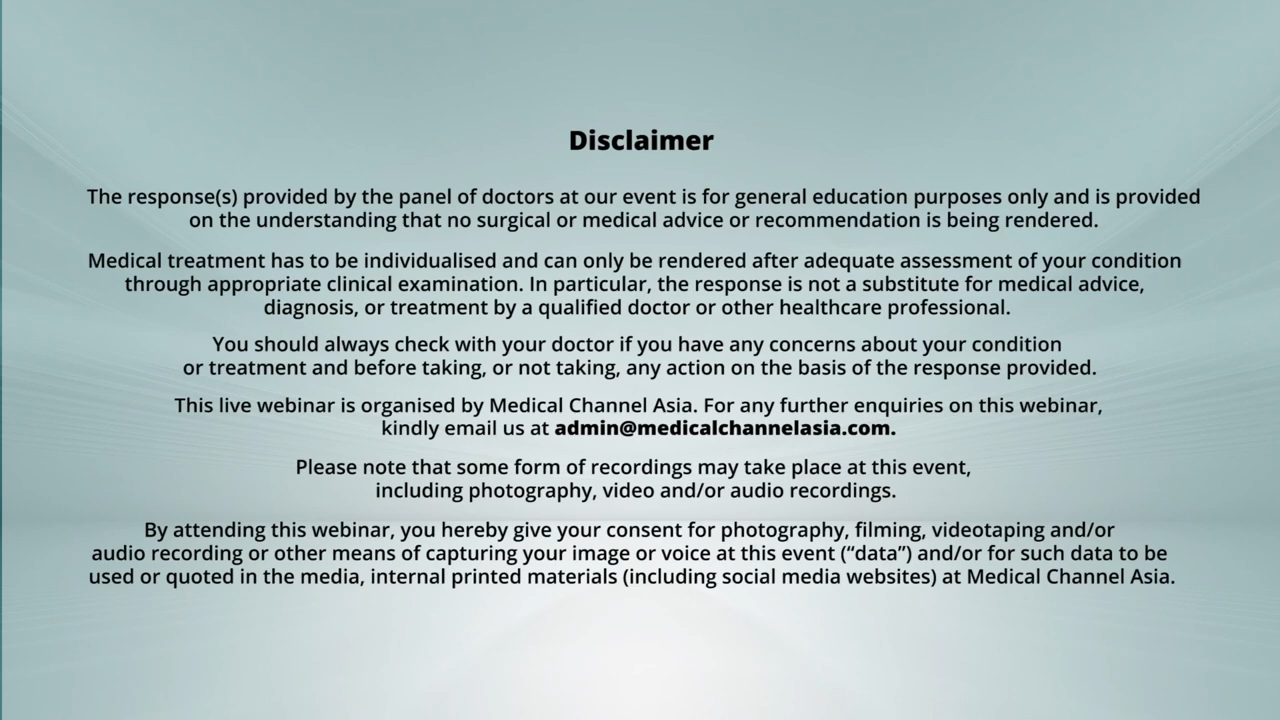 Disclaimer
The response(s) provided by the panel of doctors at our event is for general education purposes only and is provided
on the understanding that no surgical or medical advice or recommendation is being rendered.
Medical treatment has to be individualised and can only be rendered after adequate assessment of your condition
through appropriate clinical examination. In particular, the response is not a substitute for medical advice,
diagnosis, or treatment by a qualified doctor or other healthcare professional.
You should always check with your doctor if you have any concerns about your condition
or treatment and before taking, or not taking, any action on the basis of the response provided.
This live webinar is organised by Medical Channel Asia. For any further enquiries on this webinar,
kindly email us at admin@medicalchannelasia.com.
Please note that some form of recordings may take place at this event,
including photography, video and/or audio recordings.
By attending this webinar, you hereby give your consent for photography, filming, videotaping and/or
audio recording or other means of capturing your image or voice at this event (“data”) and/or for such data to be
used or quoted in the media, internal printed materials (including social media websites) at Medical Channel Asia.